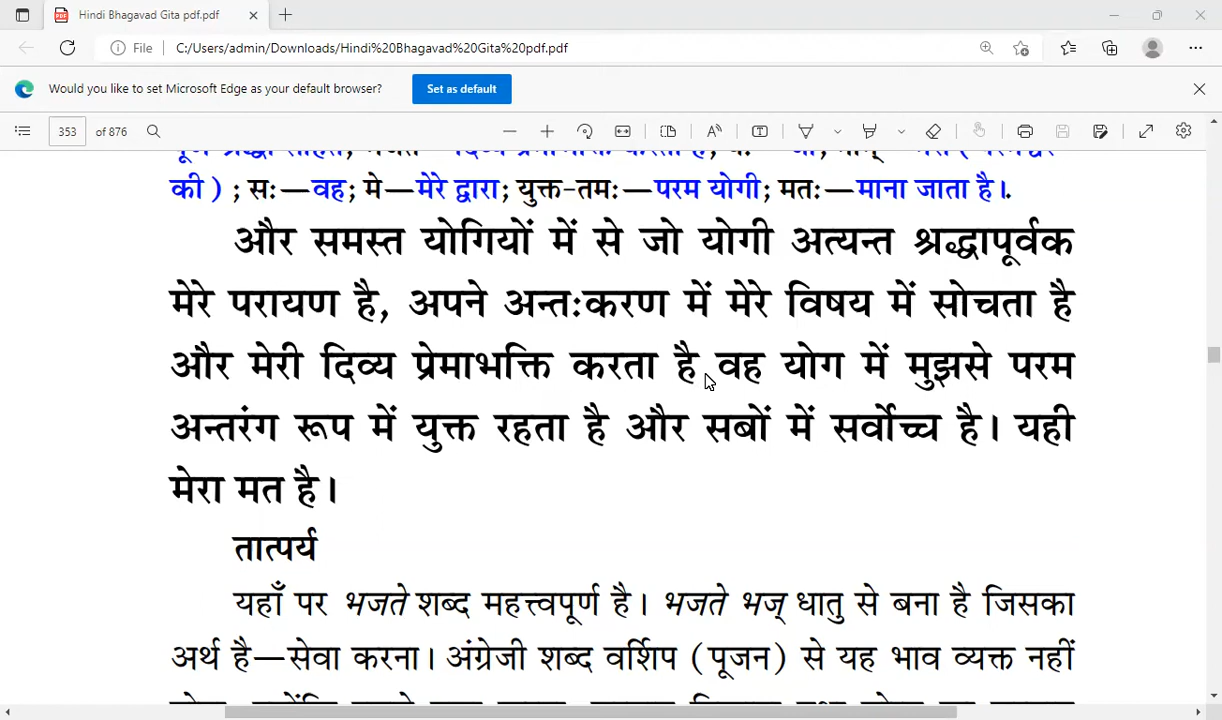 Hindi Bhagavad Gita pdf.pdf
File C:/Users/admin/Downloads/Hindi%20Bhagavad%20Gita%20pdf.pdf
Would you like to set Microsoft Edge as your default browser? Set as default
353 of 876
की ) ; सः—वह; मे—मेरे द्वारा; युक्त-तमः—परम योगी; मतः—माना जाता है।.
और समस्त योगियों में से जो योगी अत्यन्त श्रद्धापूर्वक
मेरे परायण है, अपने अन्तःकरण में मेरे विषय में सोचता है
और मेरी दिव्य प्रेमाभक्ति करता है वह योग में मुझसे परम
अन्तरंग रूप में युक्त रहता है और सबों में सर्वोच्च है। यही
मेरा मत है।
तात्पर्य
यहाँ पर भजते शब्द महत्त्वपूर्ण है। भजते भज् धातु से बना है जिसका
अर्थ है—सेवा करना। अंग्रेजी शब्द वर्शिप (पूजन) से यह भाव व्यक्त नहीं